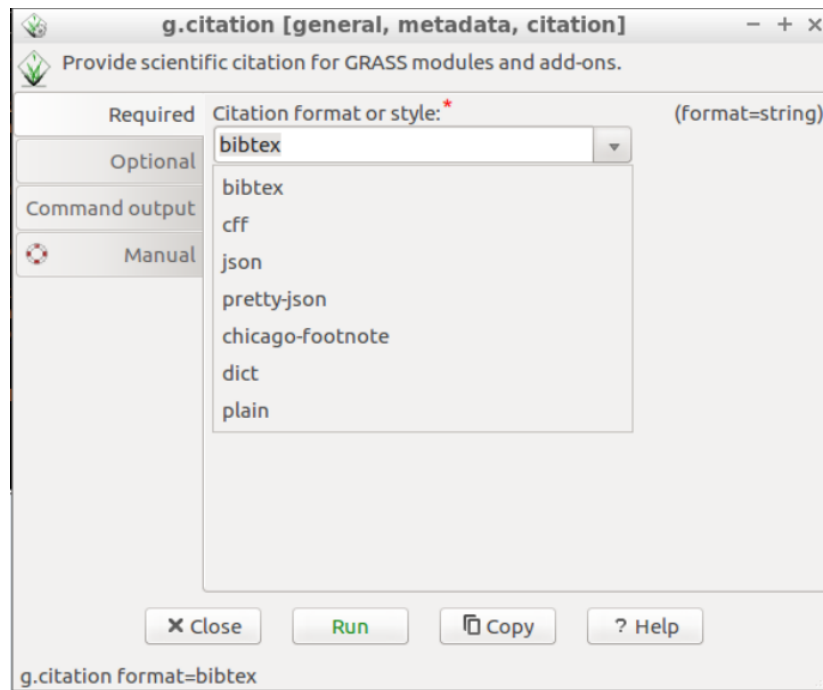 g.citation [general, metadata, citation]
Provide scientific citation for GRASS modules and add-ons.
Required
Citation format or style:*
(format=string)
bibtex
Optional
bibtex
Command output
cff
Manual
json
pretty-json
chicago-footnote
dict
plain
Close
Run
Copy
? Help
g.citation format=bibtex